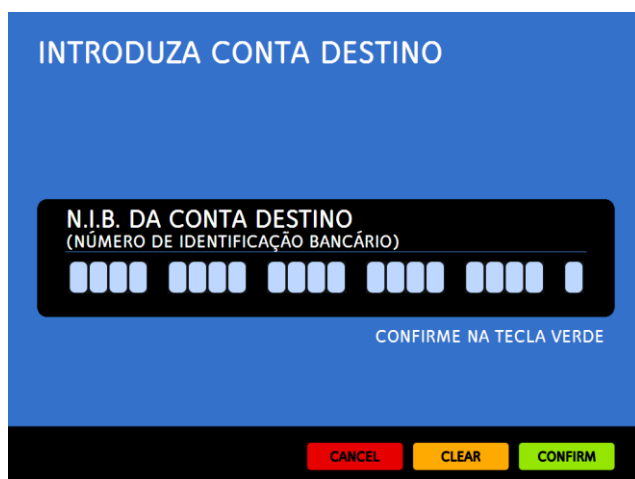 INTRODUZA CONTA DESTINO
N.I.B. DA CONTA DESTINO
(NÚMERO DE IDENTIFICAÇÃO BANCÁRIO)
CONFIRME NA TECLA VERDE
CANCEL CLEAR CONFIRM